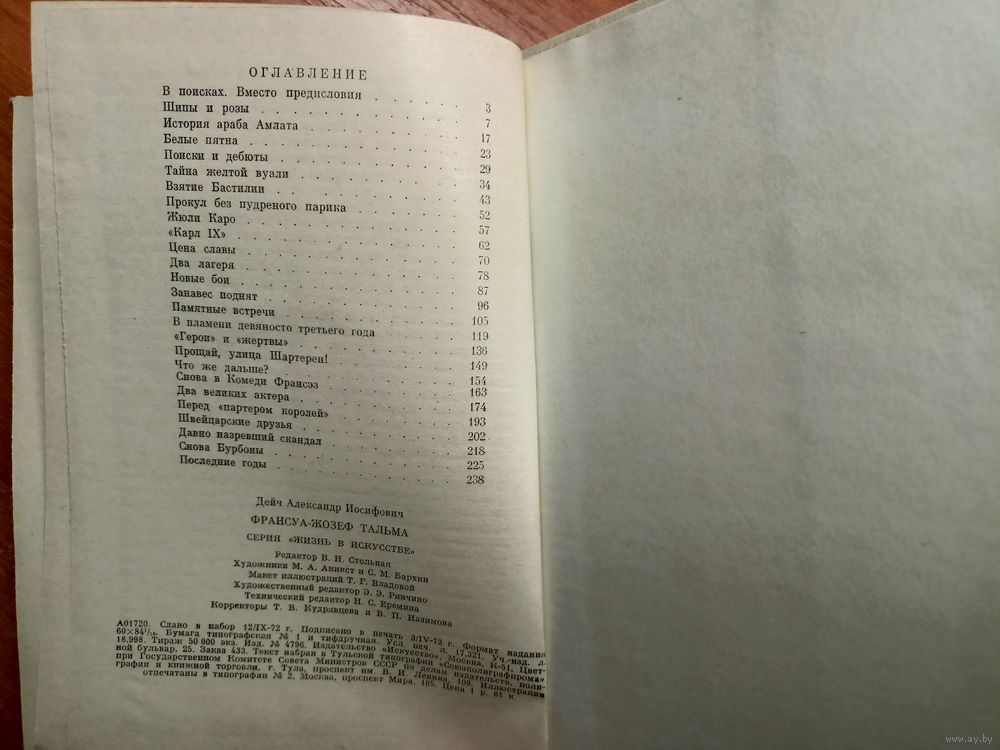 ОГЛАВЛЕНИЕ
В поисках. Вместо предисловия . . . . . . . 3
Шипы и розы . . . . . . . . . . . . 7
История араба Амлата . . . . . . . . . 17
Белые пятна . . . . . . . . . . . . 23
Поиски и дебюты . . . . . . . . . . . 29
Тайна желтой вуали . . . . . . . . . . 34
Взятие Бастилии . . . . . . . . . . . 43
Прокул без пудреного парика . . . . . . . 52
Жюли Каро . . . . . . . . . . . . 57
«Карл IX» . . . . . . . . . . . . 62
Цена славы . . . . . . . . . . . . 70
Два лагеря . . . . . . . . . . . . 78
Новые бои . . . . . . . . . . . . 87
Занавес поднят . . . . . . . . . . . 96
Памятные встречи . . . . . . . . . . 105
В пламени девяносто третьего года . . . . . 119
«Герои» и «жертвы» . . . . . . . . . . 136
Прощай, улица Шартерен! . . . . . . . . 149
Что же дальше? . . . . . . . . . . . 154
Снова в Комеди Франсэз . . . . . . . . 163
Два великих актера . . . . . . . . . . 174
Перед «партером королей» . . . . . . . . 193
Швейцарские друзья . . . . . . . . . . 202
Давно назревший скандал . . . . . . . . 218
Снова Бурбоны . . . . . . . . . . . 225
Последние годы . . . . . . . . . . . 238
Дейч Александр Иосифович
ФРАНСУА-ЖОЗЕФ ТАЛЬМА
СЕРИЯ «ЖИЗНЬ В ИСКУССТВЕ»
Редактор В. Н. Стольная
Художники М. А. Аникст и С. М. Бархин
Макет иллюстраций Т. Г. Владовой
Художественный редактор Э. Э. Ринчино
Технический редактор Н. С. Еремина
Корректоры Т. В. Кудрявцева и В. П. Назимова
А01720. Сдано в набор 12/IX-72 г. Подписано в печать 3/IV-73 г. Формат издания
60×84 1/16. Бумага типографская № 1 и тифдручная. Усл печ. л. 17,321. Уч.-изд. л.
18,998. Тираж 50 000 экз. Изд. № 4796. Издательство «Искусство», Москва, К-51, Цвет-
ной бульвар, 25. Заказ 433. Текст набран в Тульской типографии «Союзполиграфпрома»
при Государственном Комитете Совета Министров СССР по делам издательств, поли-
графии и книжной торговли, г. Тула, проспект им. В. И. Ленина, 109. Иллюстрации
отпечатаны в типографии № 2, Москва, проспект Мира, 105. Цена 1 р. 61 к.
www.ay.by